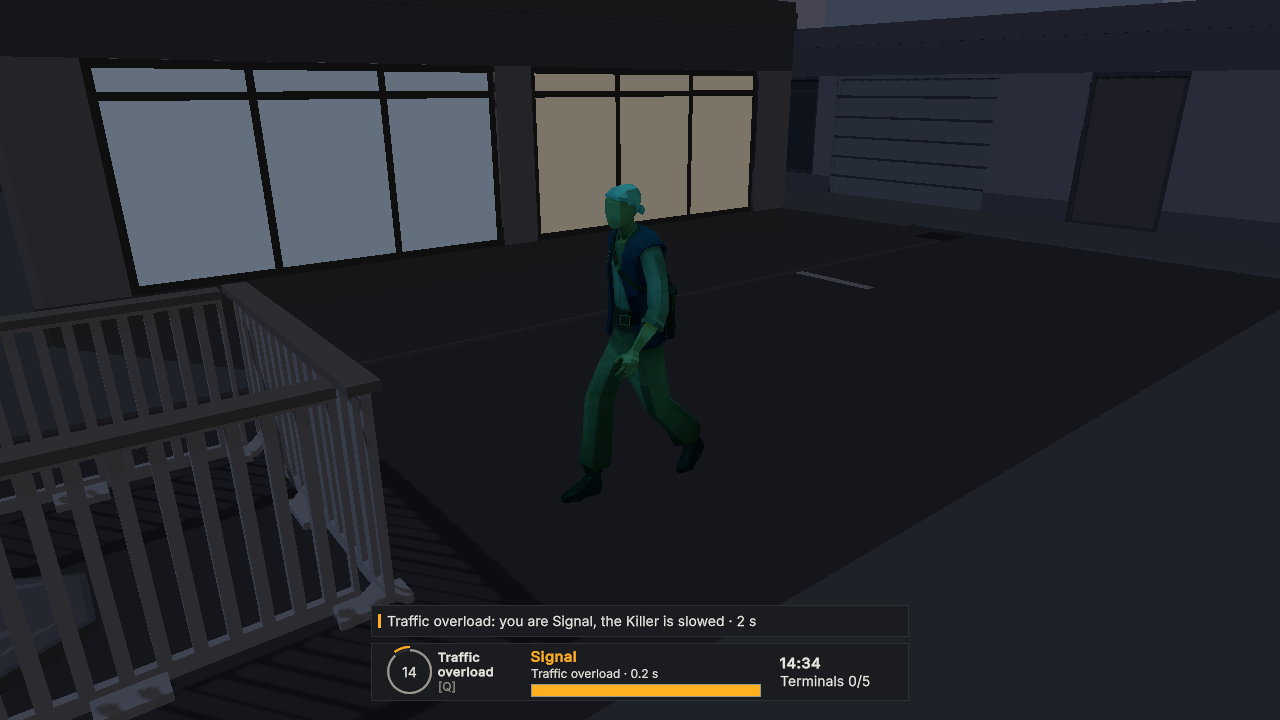 Traffic overload: you are Signal, the Killer is slowed · 2 s
14
Traffic
overload
[Q]
Signal
Traffic overload · 0.2 s
14:34
Terminals 0/5